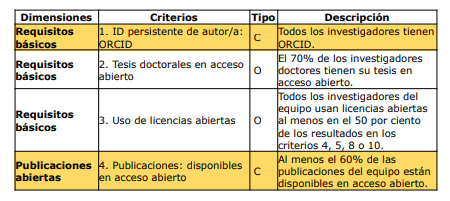 Dimensiones Criterios Tipo Descripción
Requisitos básicos 1. ID persistente de autor/a: ORCID C Todos los investigadores tienen ORCID.
Requisitos básicos 2. Tesis doctorales en acceso abierto O El 70% de los investigadores doctores tienen su tesis en acceso abierto.
Requisitos básicos 3. Uso de licencias abiertas O Todos los investigadores del equipo usan licencias abiertas al menos en el 50 por ciento de los resultados en los criterios 4, 5, 8 o 10.
Publicaciones abiertas 4. Publicaciones: disponibles en acceso abierto C Al menos el 60% de las publicaciones del equipo están disponibles en acceso abierto.